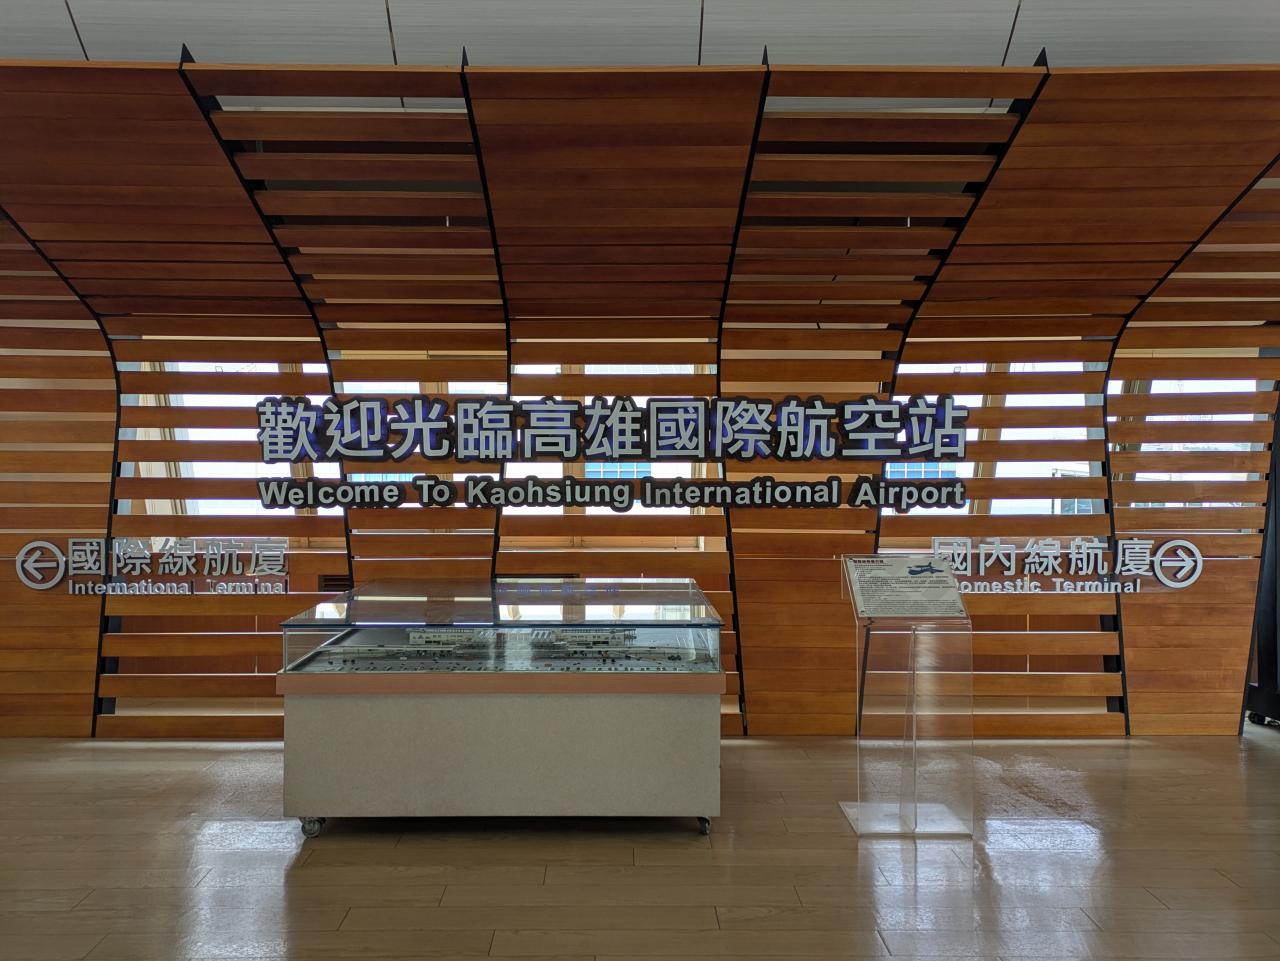 歡迎光臨高雄國際航空站
Welcome To Kaohsiung International Airport
國際線航廈
International Terminal
國內線航廈
Domestic Terminal